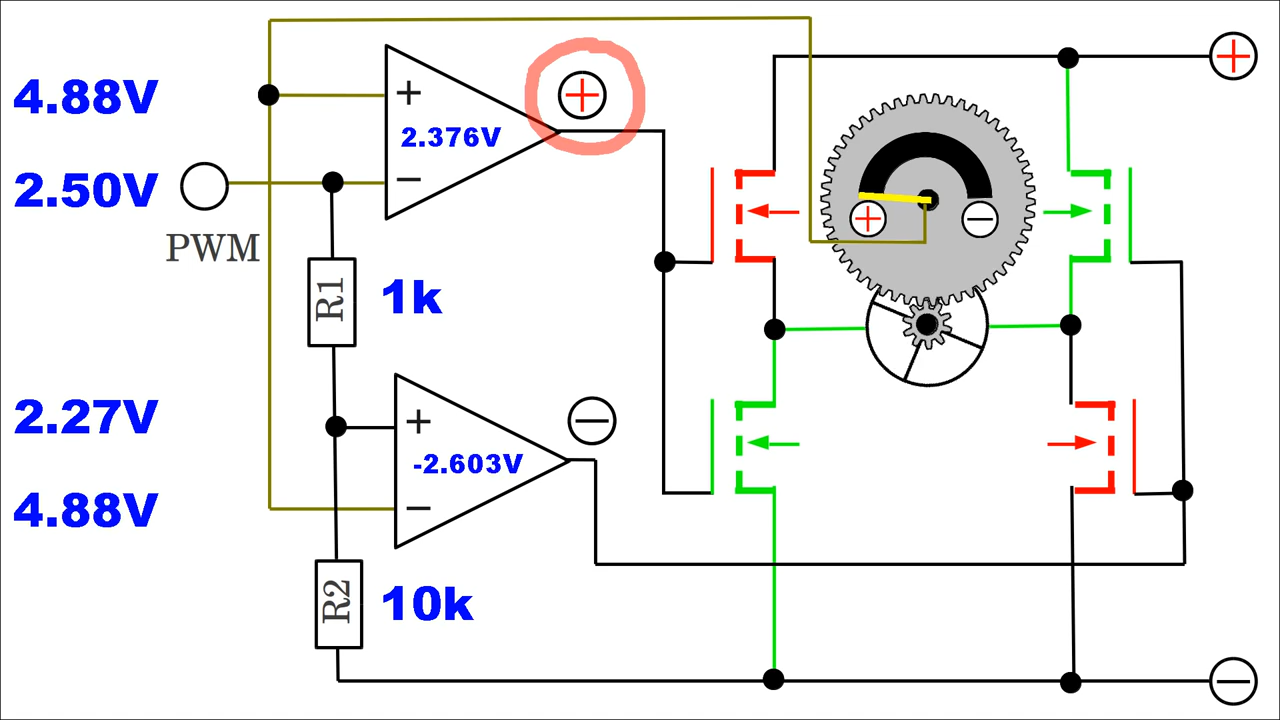 4.88V
+
2.376V
2.50V
−
PWM
R1
1k
2.27V
+
-2.603V
4.88V
−
R2
10k
+
−
+
−
+
−